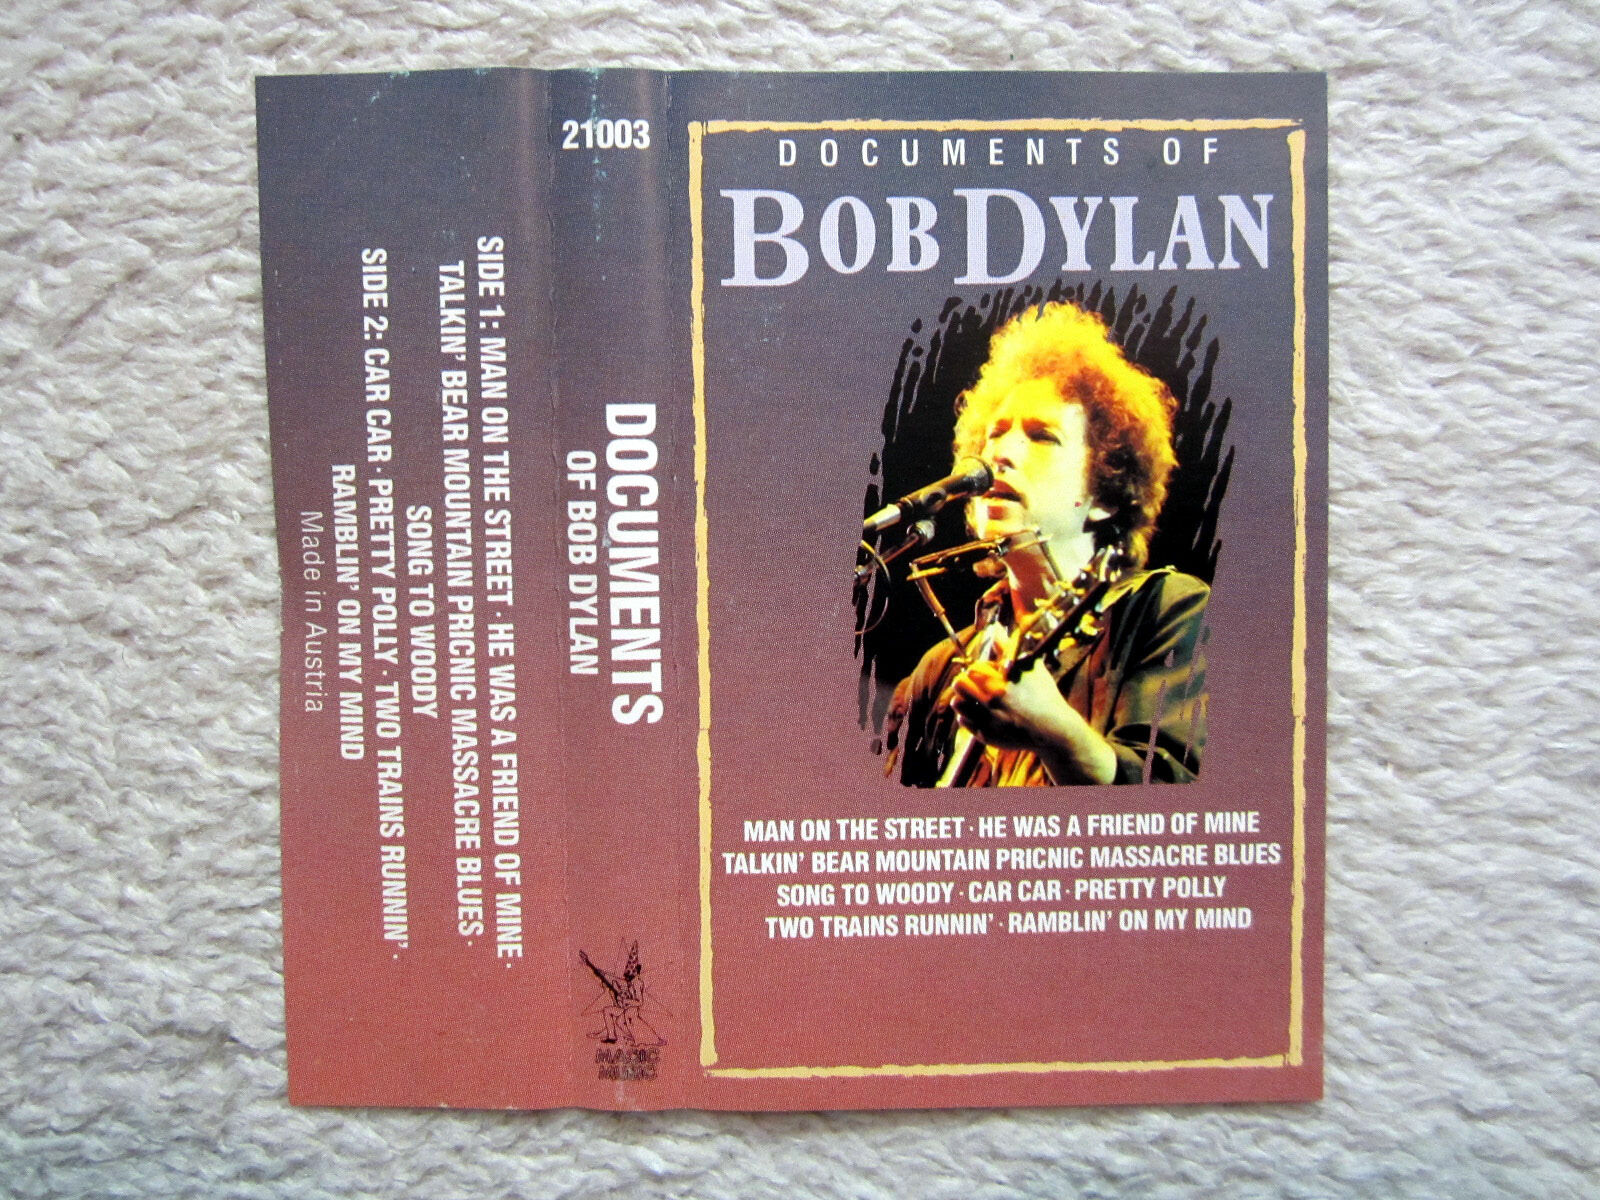 SIDE 1: MAN ON THE STREET · HE WAS A FRIEND OF MINE ·
TALKIN' BEAR MOUNTAIN PRICNIC MASSACRE BLUES ·
SONG TO WOODY
SIDE 2: CAR CAR · PRETTY POLLY · TWO TRAINS RUNNIN' ·
RAMBLIN' ON MY MIND
Made in Austria
21003
DOCUMENTS
OF BOB DYLAN
MAGIC
MUSIC
DOCUMENTS OF
BOB DYLAN
MAN ON THE STREET · HE WAS A FRIEND OF MINE
TALKIN' BEAR MOUNTAIN PRICNIC MASSACRE BLUES
SONG TO WOODY · CAR CAR · PRETTY POLLY
TWO TRAINS RUNNIN' · RAMBLIN' ON MY MIND